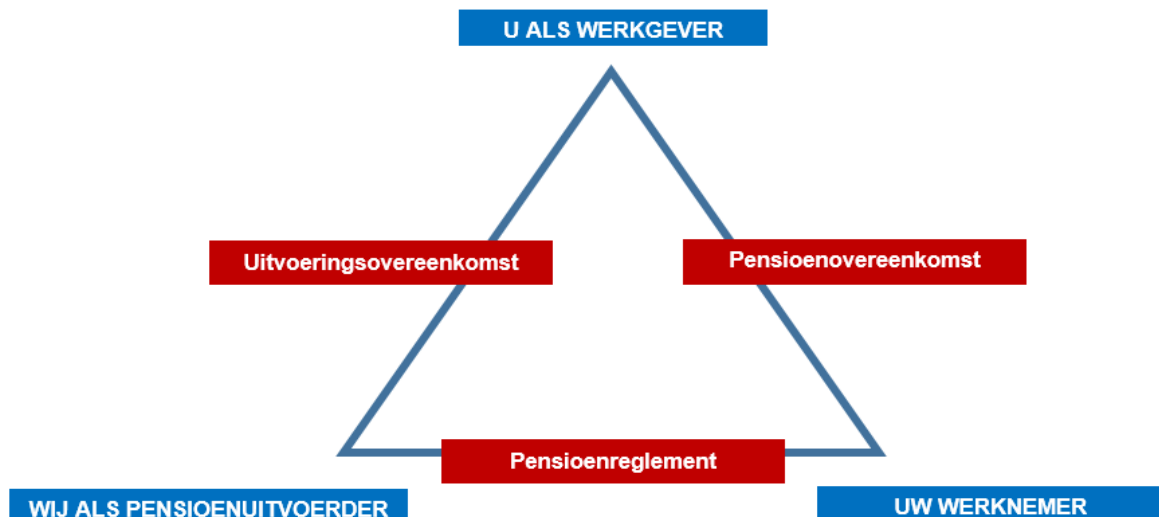 U ALS WERKGEVER
Uitvoeringsovereenkomst
Pensioenovereenkomst
Pensioenreglement
WIJ ALS PENSIOENUITVOERDER
UW WERKNEMER